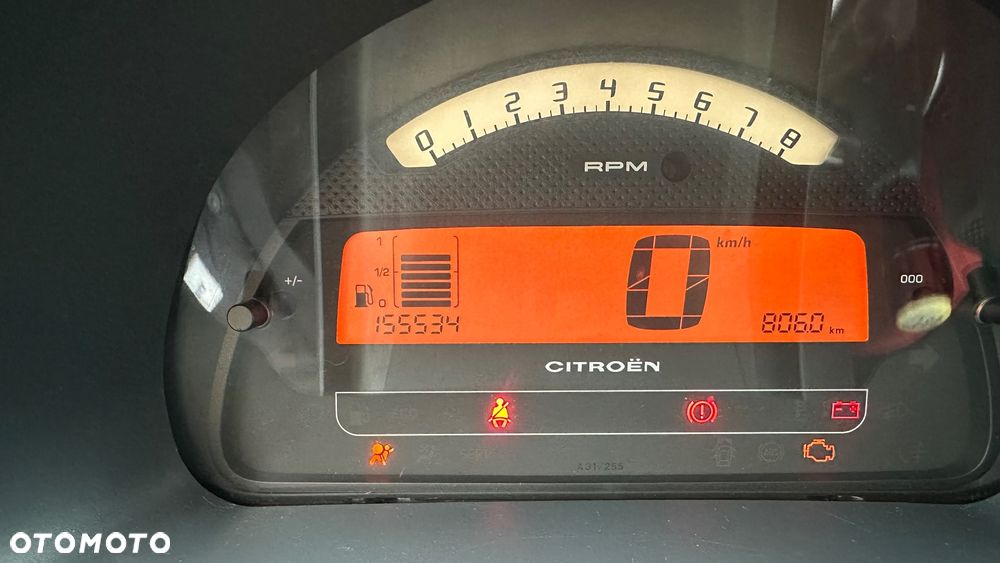 0 1 2 3 4 5 6 7 8
RPM
1
1/2
0
0 km/h
+/-
000
155534
806.0 km
CITROËN
A31/255
OTOMOTO